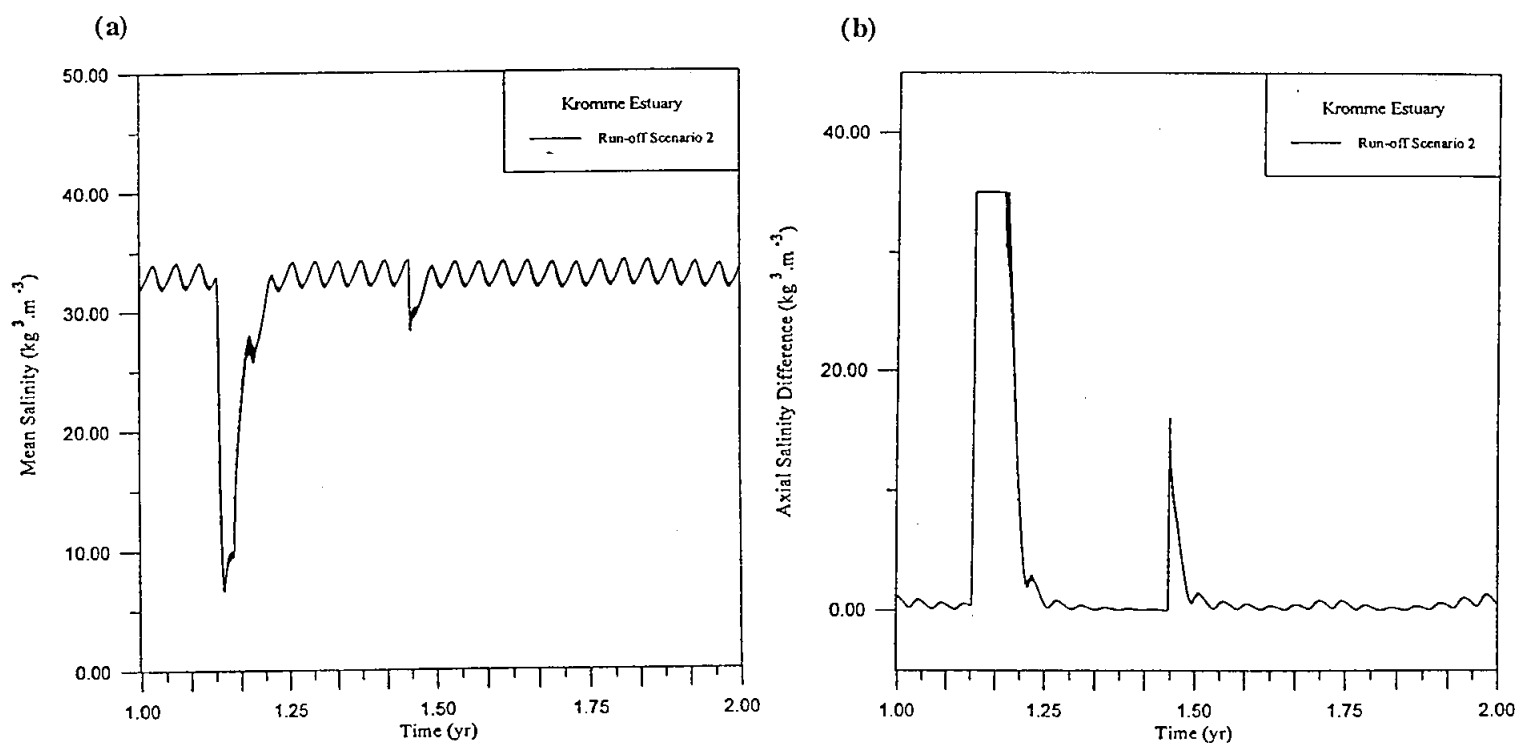 (a)
50.00
40.00
30.00
20.00
10.00
0.00
Mean Salinity (kg 3 .m -3)
Kromme Estuary
Run-off Scenario 2
1.00
1.25
1.50
1.75
2.00
Time (yr)
(b)
40.00
20.00
0.00
Axial Salinity Difference (kg 3 .m -3)
Kromme Estuary
Run-off Scenario 2
1.00
1.25
1.50
1.75
2.00
Time (yr)